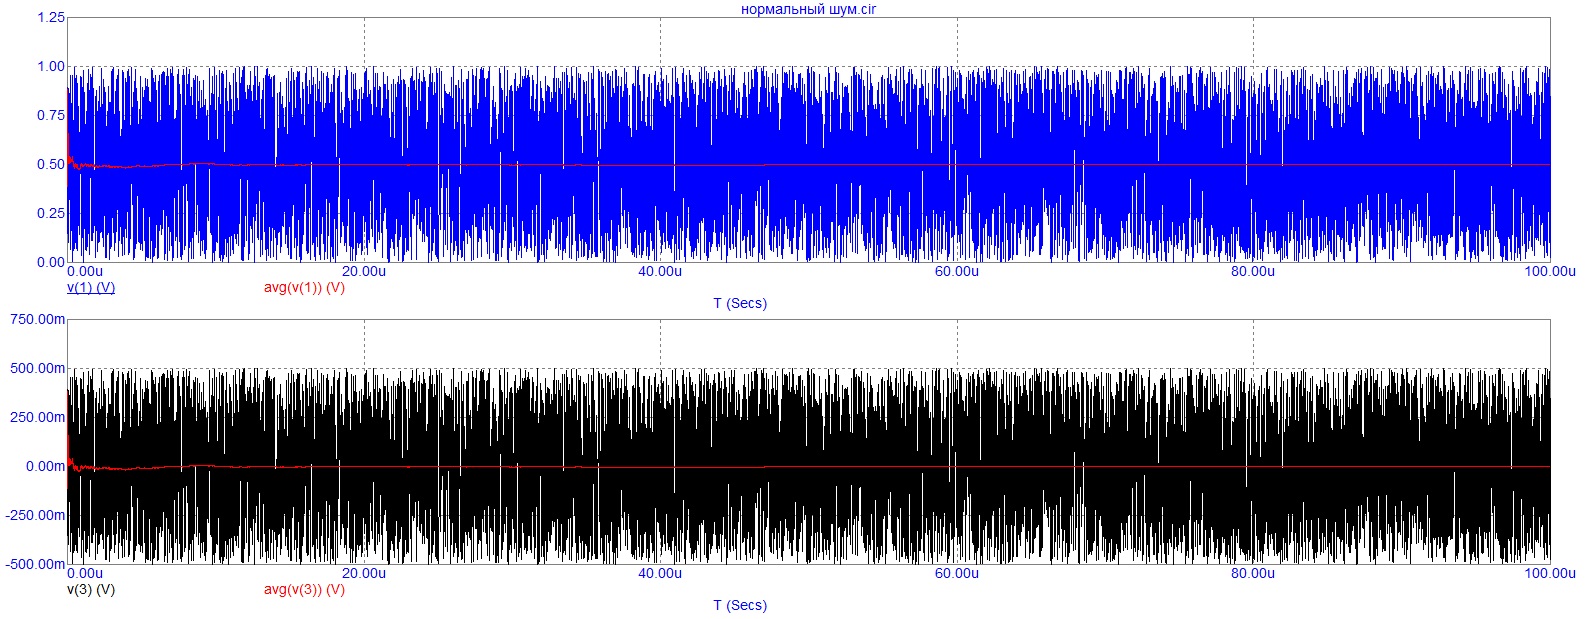 нормальный шум.cir
1.25
1.00
0.75
0.50
0.25
0.00
0.00u 20.00u 40.00u 60.00u 80.00u 100.00u
v(1) (V) avg(v(1)) (V)
T (Secs)
750.00m
500.00m
250.00m
0.00m
-250.00m
-500.00m
0.00u 20.00u 40.00u 60.00u 80.00u 100.00u
v(3) (V) avg(v(3)) (V)
T (Secs)